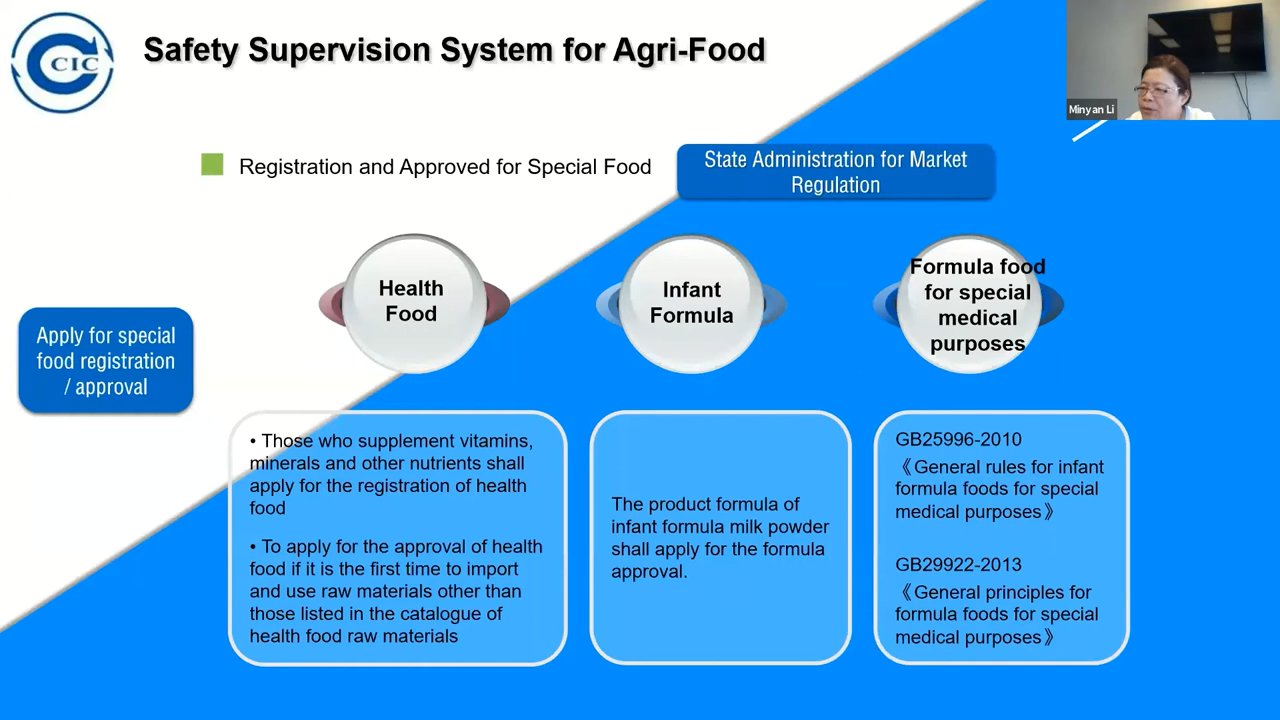 CCIC
Safety Supervision System for Agri-Food
Minyan Li
Registration and Approved for Special Food
State Administration for Market
Regulation
Health
Food
Infant
Formula
Formula food
for special
medical
purposes
Apply for special
food registration
/ approval
• Those who supplement vitamins,
minerals and other nutrients shall
apply for the registration of health
food
• To apply for the approval of health
food if it is the first time to import
and use raw materials other than
those listed in the catalogue of
health food raw materials
The product formula of
infant formula milk powder
shall apply for the formula
approval.
GB25996-2010
《General rules for infant
formula foods for special
medical purposes》
GB29922-2013
《General principles for
formula foods for special
medical purposes》